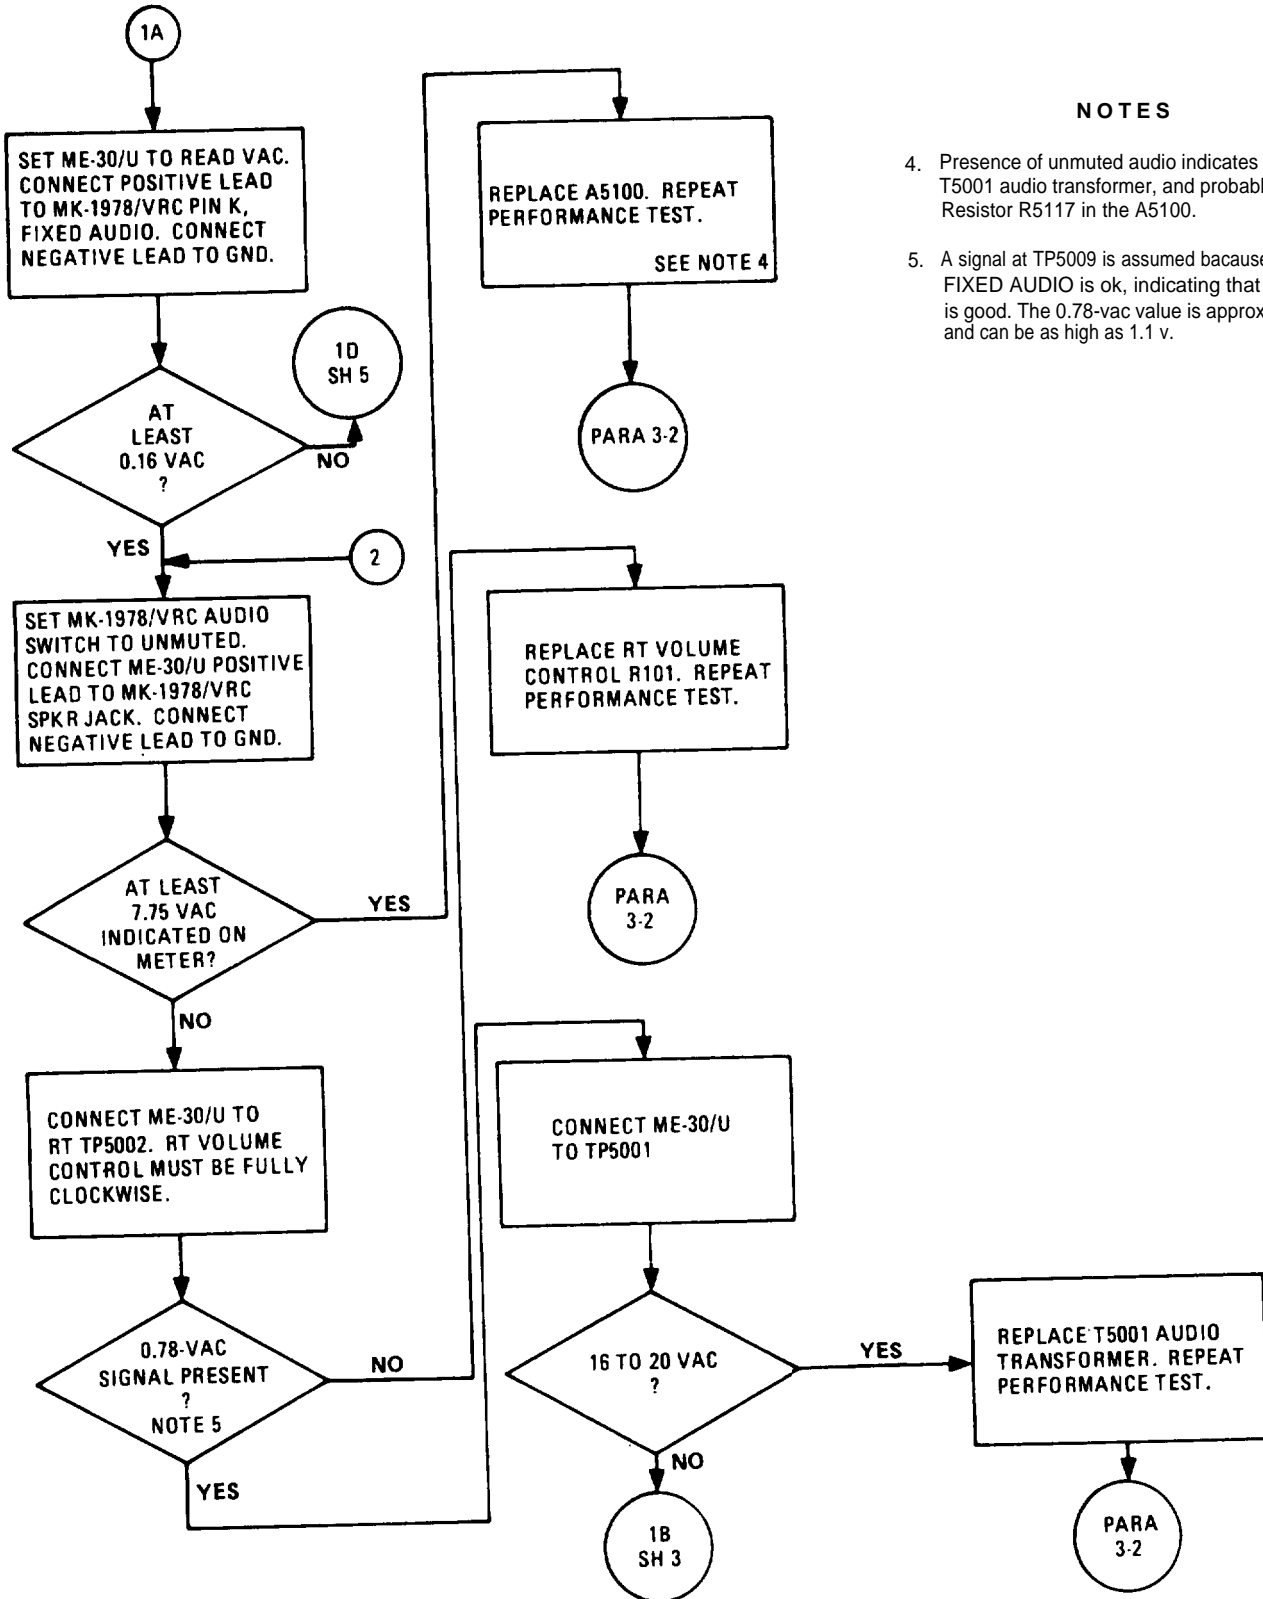 1A
SET ME-30/U TO READ VAC.
CONNECT POSITIVE LEAD
TO MK-1978/VRC PIN K,
FIXED AUDIO. CONNECT
NEGATIVE LEAD TO GND.
AT
LEAST
0.16 VAC
?
NO
1D
SH 5
YES
2
SET MK-1978/VRC AUDIO
SWITCH TO UNMUTED.
CONNECT ME-30/U POSITIVE
LEAD TO MK-1978/VRC
SPKR JACK. CONNECT
NEGATIVE LEAD TO GND.
AT LEAST
7.75 VAC
INDICATED ON
METER?
YES
NO
CONNECT ME-30/U TO
RT TP5002. RT VOLUME
CONTROL MUST BE FULLY
CLOCKWISE.
0.78-VAC
SIGNAL PRESENT
?
NOTE 5
NO
YES
REPLACE A5100. REPEAT
PERFORMANCE TEST.
SEE NOTE 4
PARA 3-2
REPLACE RT VOLUME
CONTROL R101. REPEAT
PERFORMANCE TEST.
PARA
3-2
CONNECT ME-30/U
TO TP5001
16 TO 20 VAC
?
YES
NO
1B
SH 3
REPLACE T5001 AUDIO
TRANSFORMER. REPEAT
PERFORMANCE TEST.
PARA
3-2
NOTES
4. Presence of unmuted audio indicates
T5001 audio transformer, and probabl
Resistor R5117 in the A5100.
5. A signal at TP5009 is assumed bacause
FIXED AUDIO is ok, indicating that
is good. The 0.78-vac value is approx
and can be as high as 1.1 v.